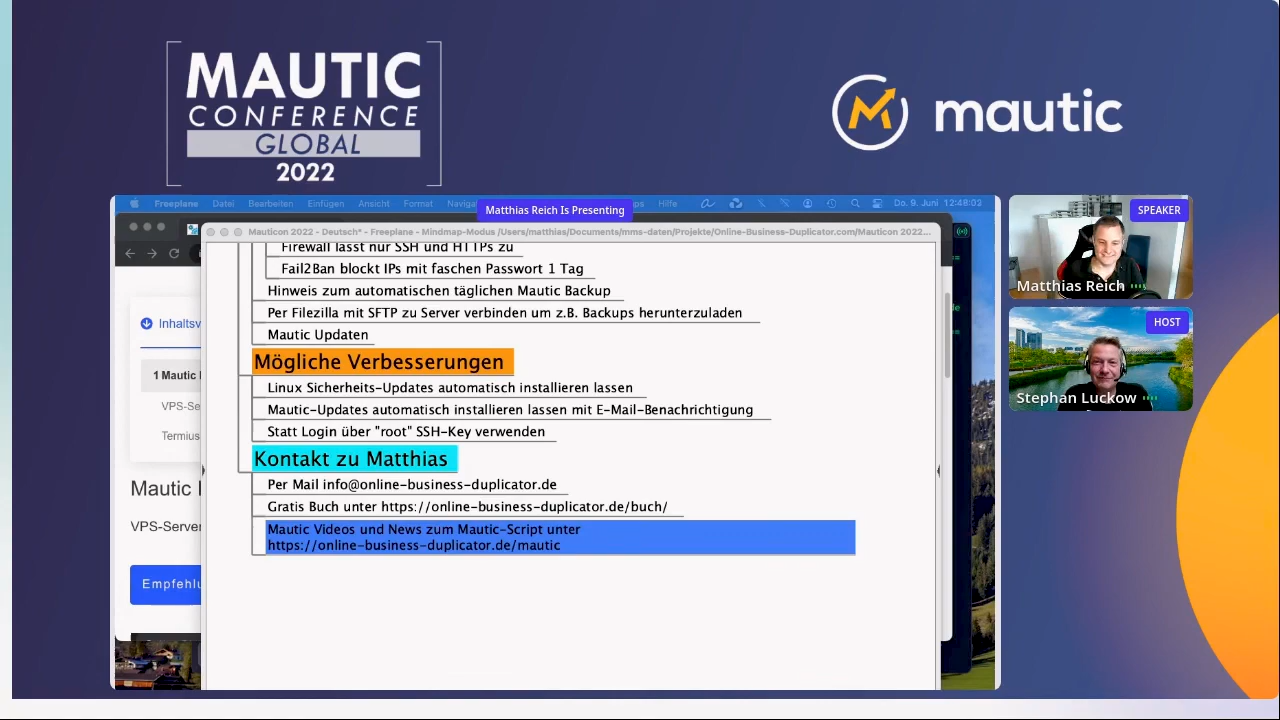 MAUTIC
CONFERENCE
GLOBAL
2022
mautic
Freeplane Datei Bearbeiten Einfügen Ansicht Format Hilfe Do. 9. Juni 12:48:02
Matthias Reich Is Presenting
Mauticon 2022 - Deutsch* - Freeplane - Mindmap-Modus /Users/matthias/Documents/mms-daten/Projekte/Online-Business-Duplicator.com/Mauticon 2022...
Firewall lässt nur SSH und HTTPs zu
Fail2Ban blockt IPs mit faschen Passwort 1 Tag
Hinweis zum automatischen täglichen Mautic Backup
Per Filezilla mit SFTP zu Server verbinden um z.B. Backups herunterzuladen
Mautic Updaten
Mögliche Verbesserungen
Linux Sicherheits-Updates automatisch installieren lassen
Mautic-Updates automatisch installieren lassen mit E-Mail-Benachrichtigung
Statt Login über "root" SSH-Key verwenden
Kontakt zu Matthias
Per Mail info@online-business-duplicator.de
Gratis Buch unter https://online-business-duplicator.de/buch/
Mautic Videos und News zum Mautic-Script unter
https://online-business-duplicator.de/mautic
Inhaltsv
1 Mautic
VPS-Se
Termius
Mautic
VPS-Server
Empfehlu
SPEAKER
Matthias Reich
HOST
Stephan Luckow